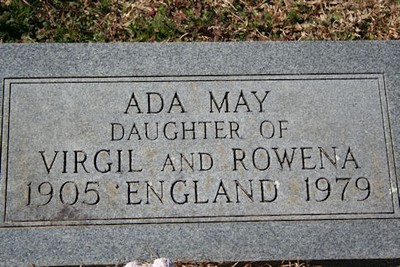 ADA MAY
DAUGHTER OF
VIRGIL AND ROWENA
1905 ENGLAND 1979